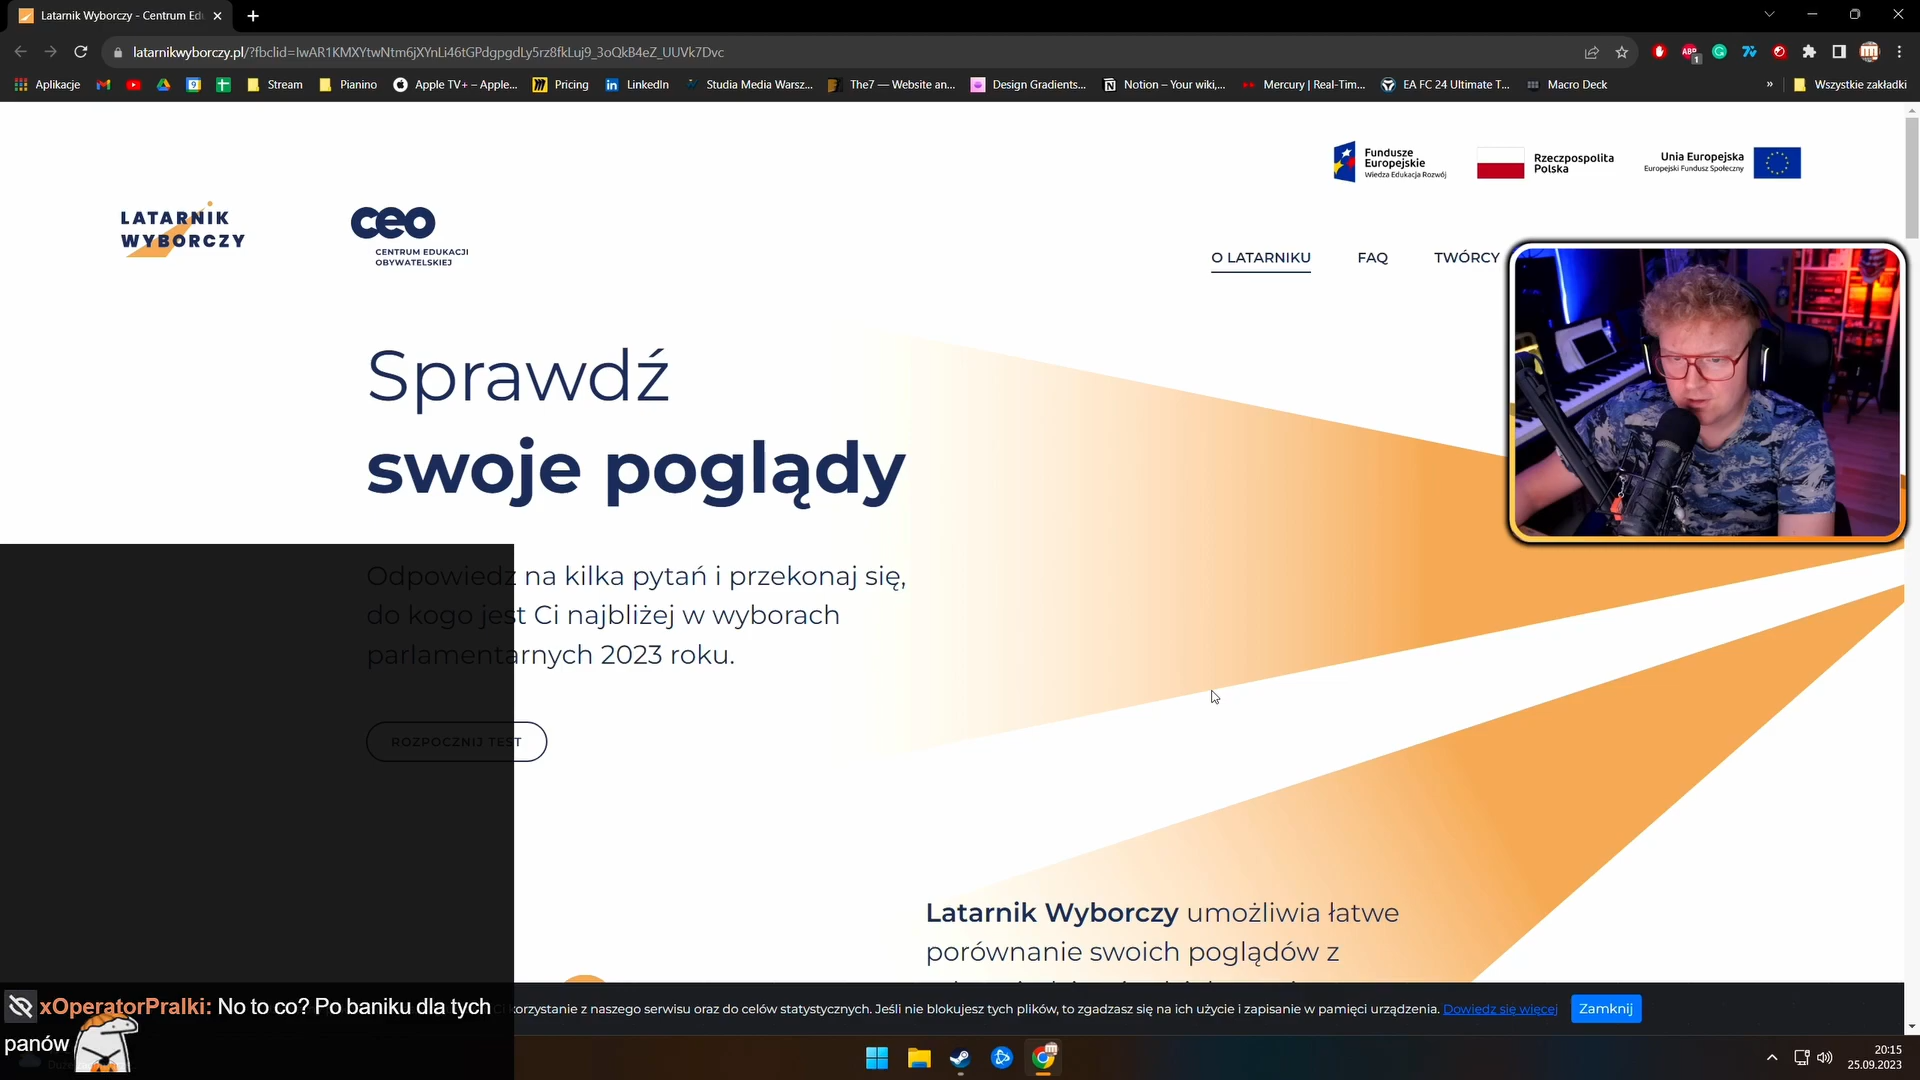 Latarnik Wyborczy - Centrum Edu
latarnikwyborczy.pl/?fbclid=IwAR1KMXYtwNtm6jXYnLi46tGPdgpgdLy5rz8fkLuj9_3oQkB4eZ_UUVk7Dvc
Aplikacje Stream Pianino Apple TV+ – Apple... Pricing LinkedIn Studia Media Warsz... The7 — Website an... Design Gradients... Notion – Your wiki,... Mercury | Real-Tim... EA FC 24 Ultimate T... Macro Deck » Wszystkie zakładki
Fundusze
Europejskie
Wiedza Edukacja Rozwój
Rzeczpospolita
Polska
Unia Europejska
Europejski Fundusz Społeczny
LATARNIK
WYBORCZY
ceo
CENTRUM EDUKACJI
OBYWATELSKIEJ
O LATARNIKU FAQ TWÓRCY
Sprawdź
swoje poglądy
Odpowiedz na kilka pytań i przekonaj się,
do kogo jest Ci najbliżej w wyborach
parlamentarnych 2023 roku.
ROZPOCZNIJ TEST
Latarnik Wyborczy umożliwia łatwe
porównanie swoich poglądów z
xOperatorPralki: No to co? Po baniku dla tych
panów
korzystanie z naszego serwisu oraz do celów statystycznych. Jeśli nie blokujesz tych plików, to zgadzasz się na ich użycie i zapisanie w pamięci urządzenia. Dowiedz się więcej Zamknij
20:15
25.09.2023